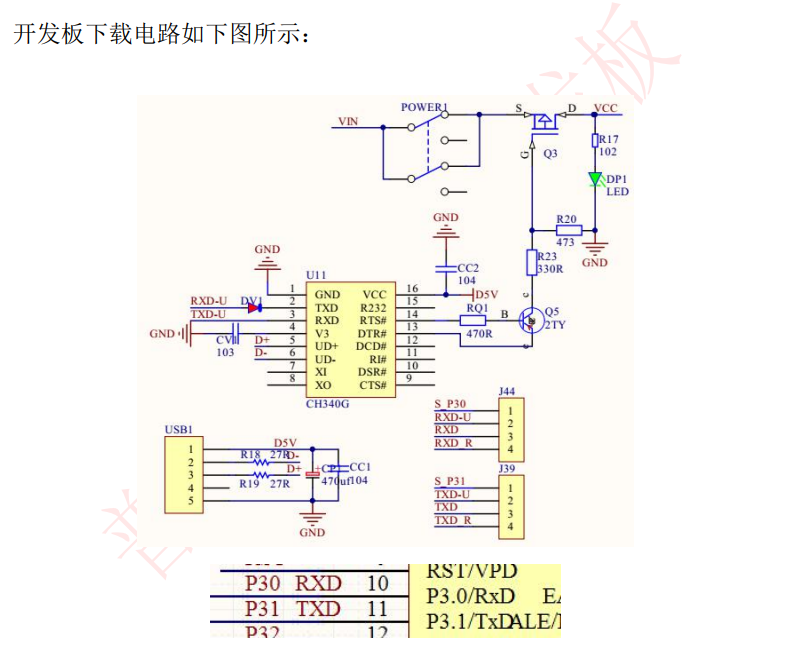 开发板下载电路如下图所示：
POWER1
VIN
S
D
VCC
G
Q3
R17
102
DP1
LED
R20
473
GND
R23
330R
GND
CC2
104
D5V
GND
U11
1 GND VCC 16
2 TXD R232 15
3 RXD RTS# 14
4 V3 DTR# 13
5 UD+ DCD# 12
6 UD- RI# 11
7 XI DSR# 10
8 XO CTS# 9
CH340G
RXD-U DV1
TXD-U
GND
CV1
103
D+
D-
RQ1
470R
B
c
Q5
2TY
e
USB1
1
2
3
4
5
D5V
R18 27R
D-
D+
R19 27R
470uf
CC1
104
GND
J44
S_P30 1
RXD-U 2
RXD 3
RXD_R 4
J39
S_P31 1
TXD-U 2
TXD 3
TXD_R 4
RST/VPD
P30 RXD 10 P3.0/RxD
P31 TXD 11 P3.1/TxD ALE/
P32 12